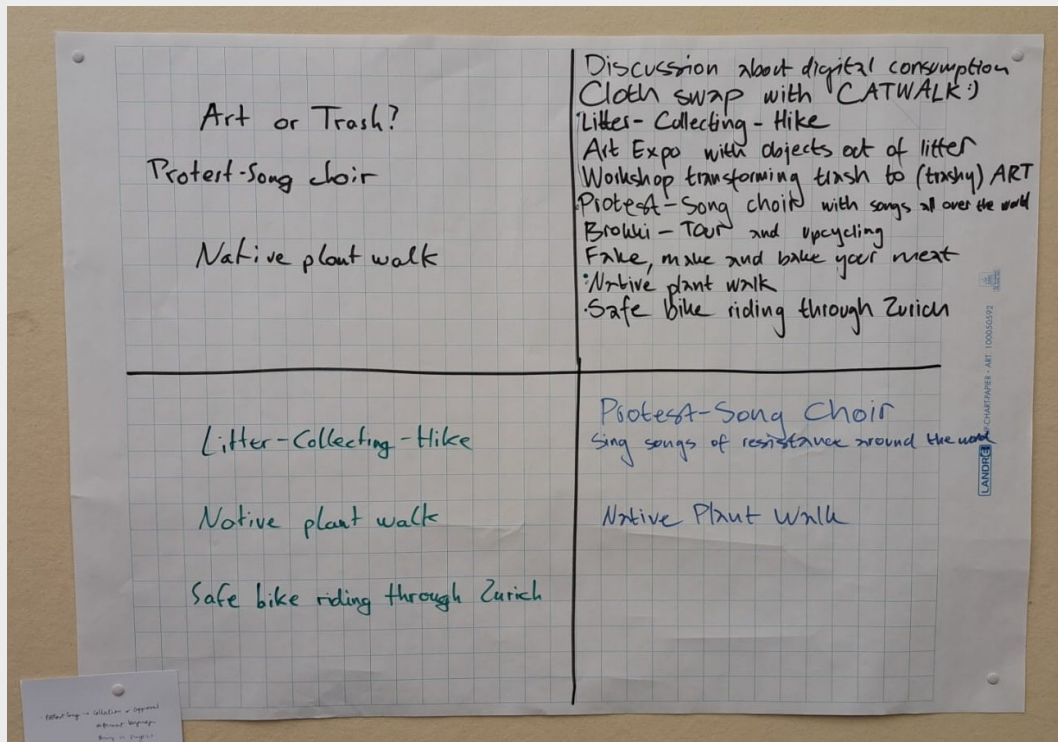 Art or Trash?
Protest-Song choir
Native plant walk
Discussion about digital consumption
Cloth swap with CATWALK:)
Litter-Collecting-Hike
Art Expo with objects out of litter
Workshop transforming trash to (trashy) ART
Protest-Song choir with songs all over the world
Brocki-Tour and upcycling
Fake, make and bake your meat
Native plant walk
Safe bike riding through Zurich
Litter-Collecting-Hike
Native plant walk
Safe bike riding through Zurich
Protest-Song Choir
Sing songs of resistance around the world
Native Plant Walk
LANDRÉ
P-CHART-PAPIER · ART. 100050592